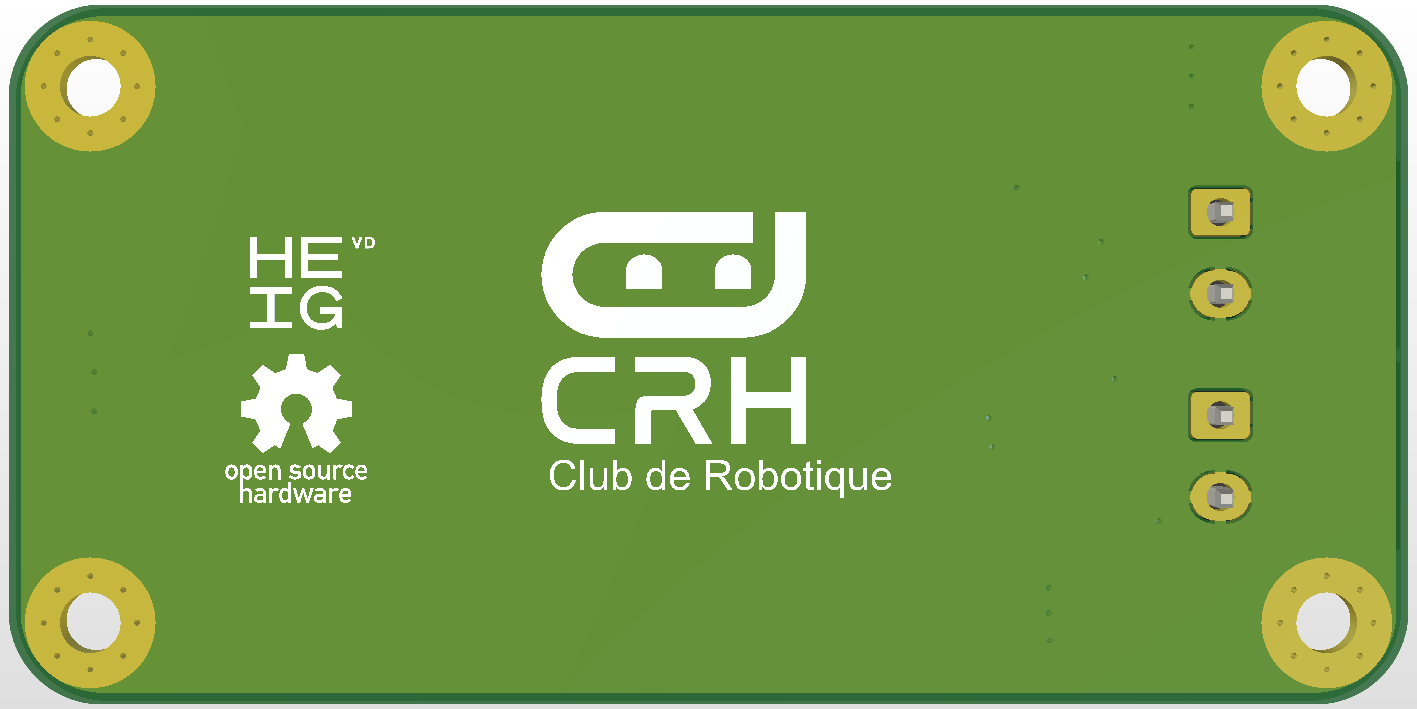 HE VD
IG
open source
hardware
CRH
Club de Robotique